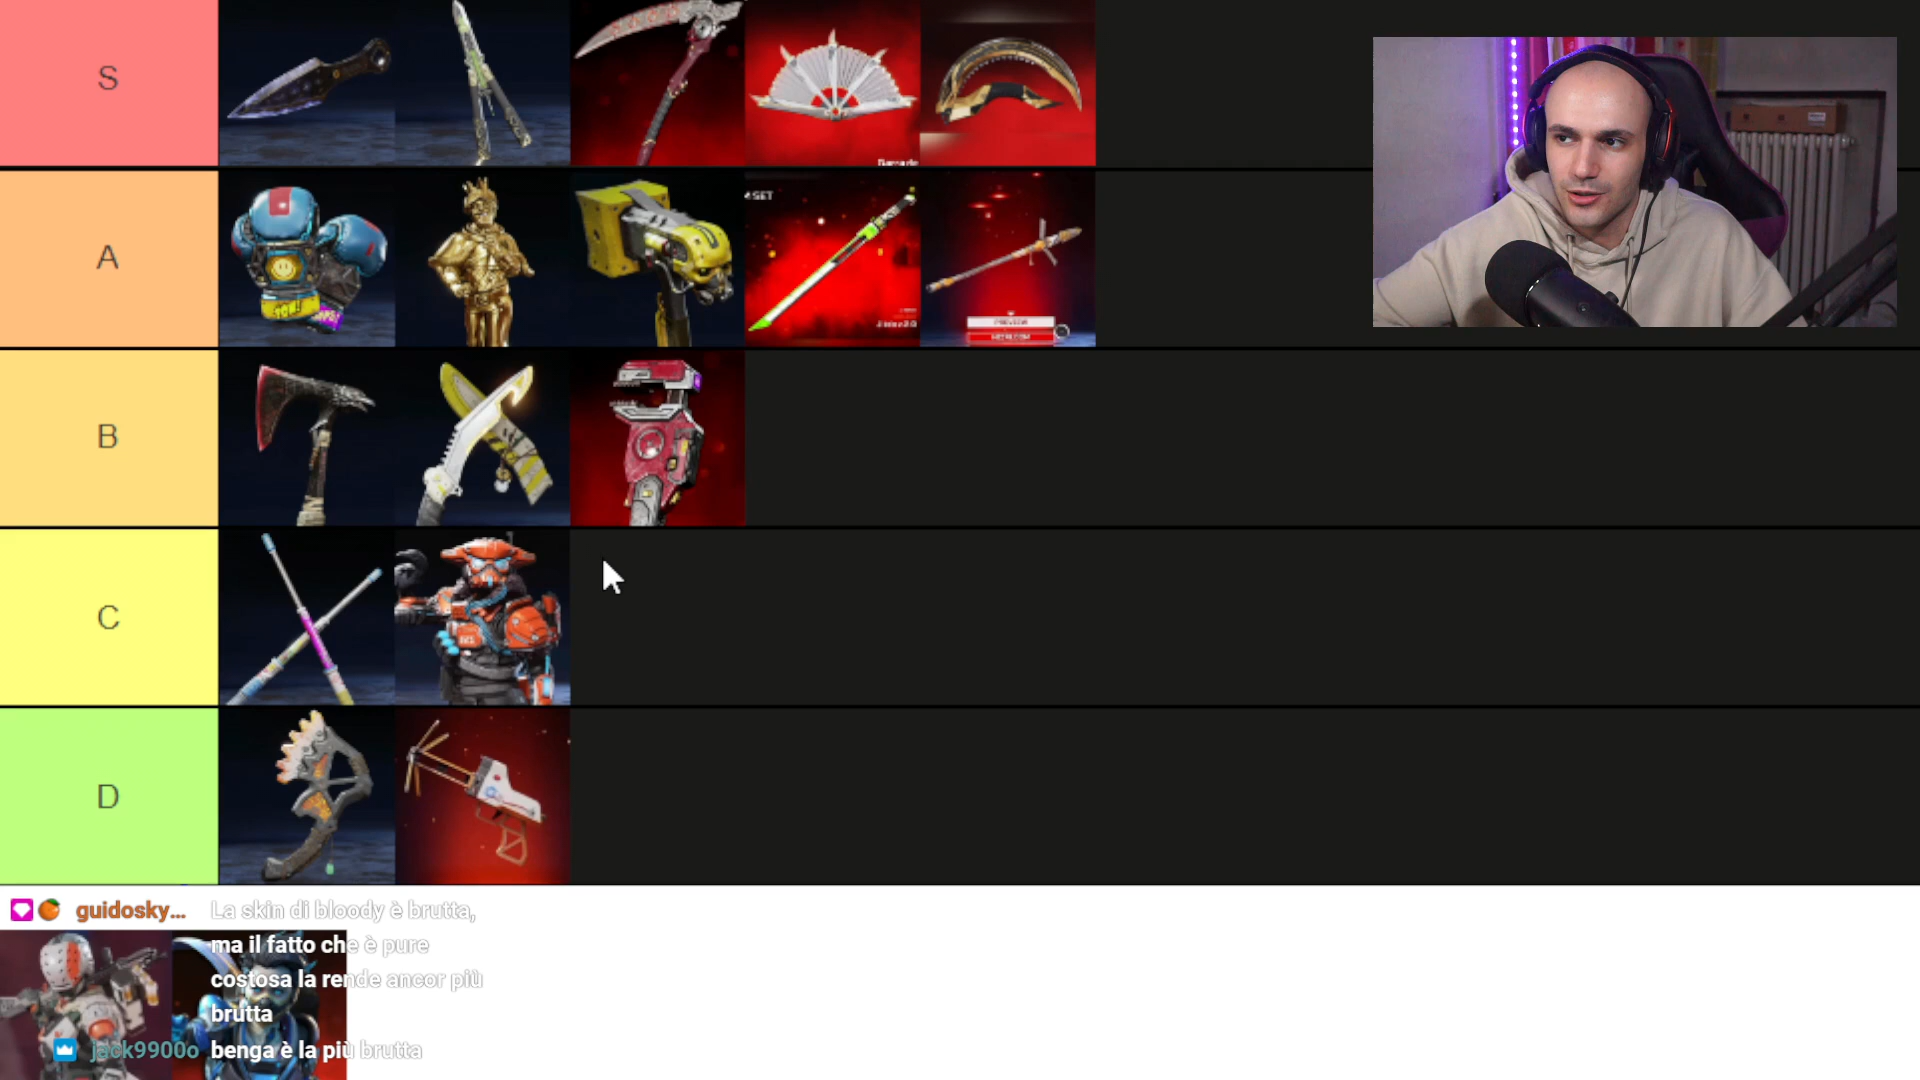 S
A
B
C
D
guidosky...
La skin di bloody è brutta,
ma il fatto che è pure
costosa la rende ancor più
brutta
jack9900o benga è la più brutta